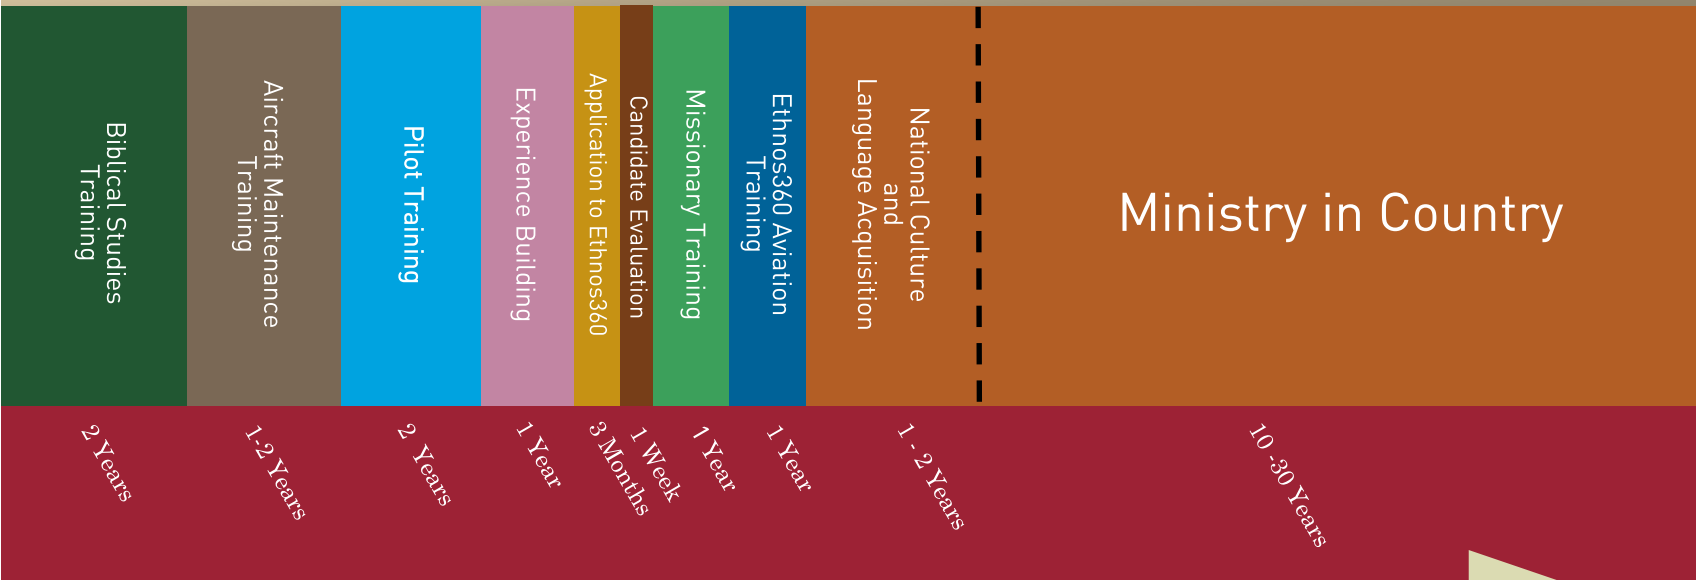 Biblical Studies
Training
Aircraft Maintenance
Training
Pilot Training
Experience Building
Application to Ethnos360
Candidate Evaluation
Missionary Training
Ethnos360 Aviation
Training
National Culture
and
Language Acquisition
Ministry in Country
2 Years
1-2 Years
2 Years
1 Year
3 Months
1 Week
1 Year
1 Year
1 - 2 Years
10 -30 Years